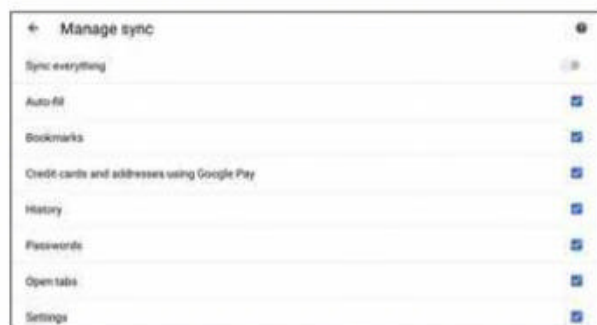 Manage sync
Sync everything
Auto-fill
Bookmarks
Credit cards and addresses using Google Pay
History
Passwords
Open tabs
Settings